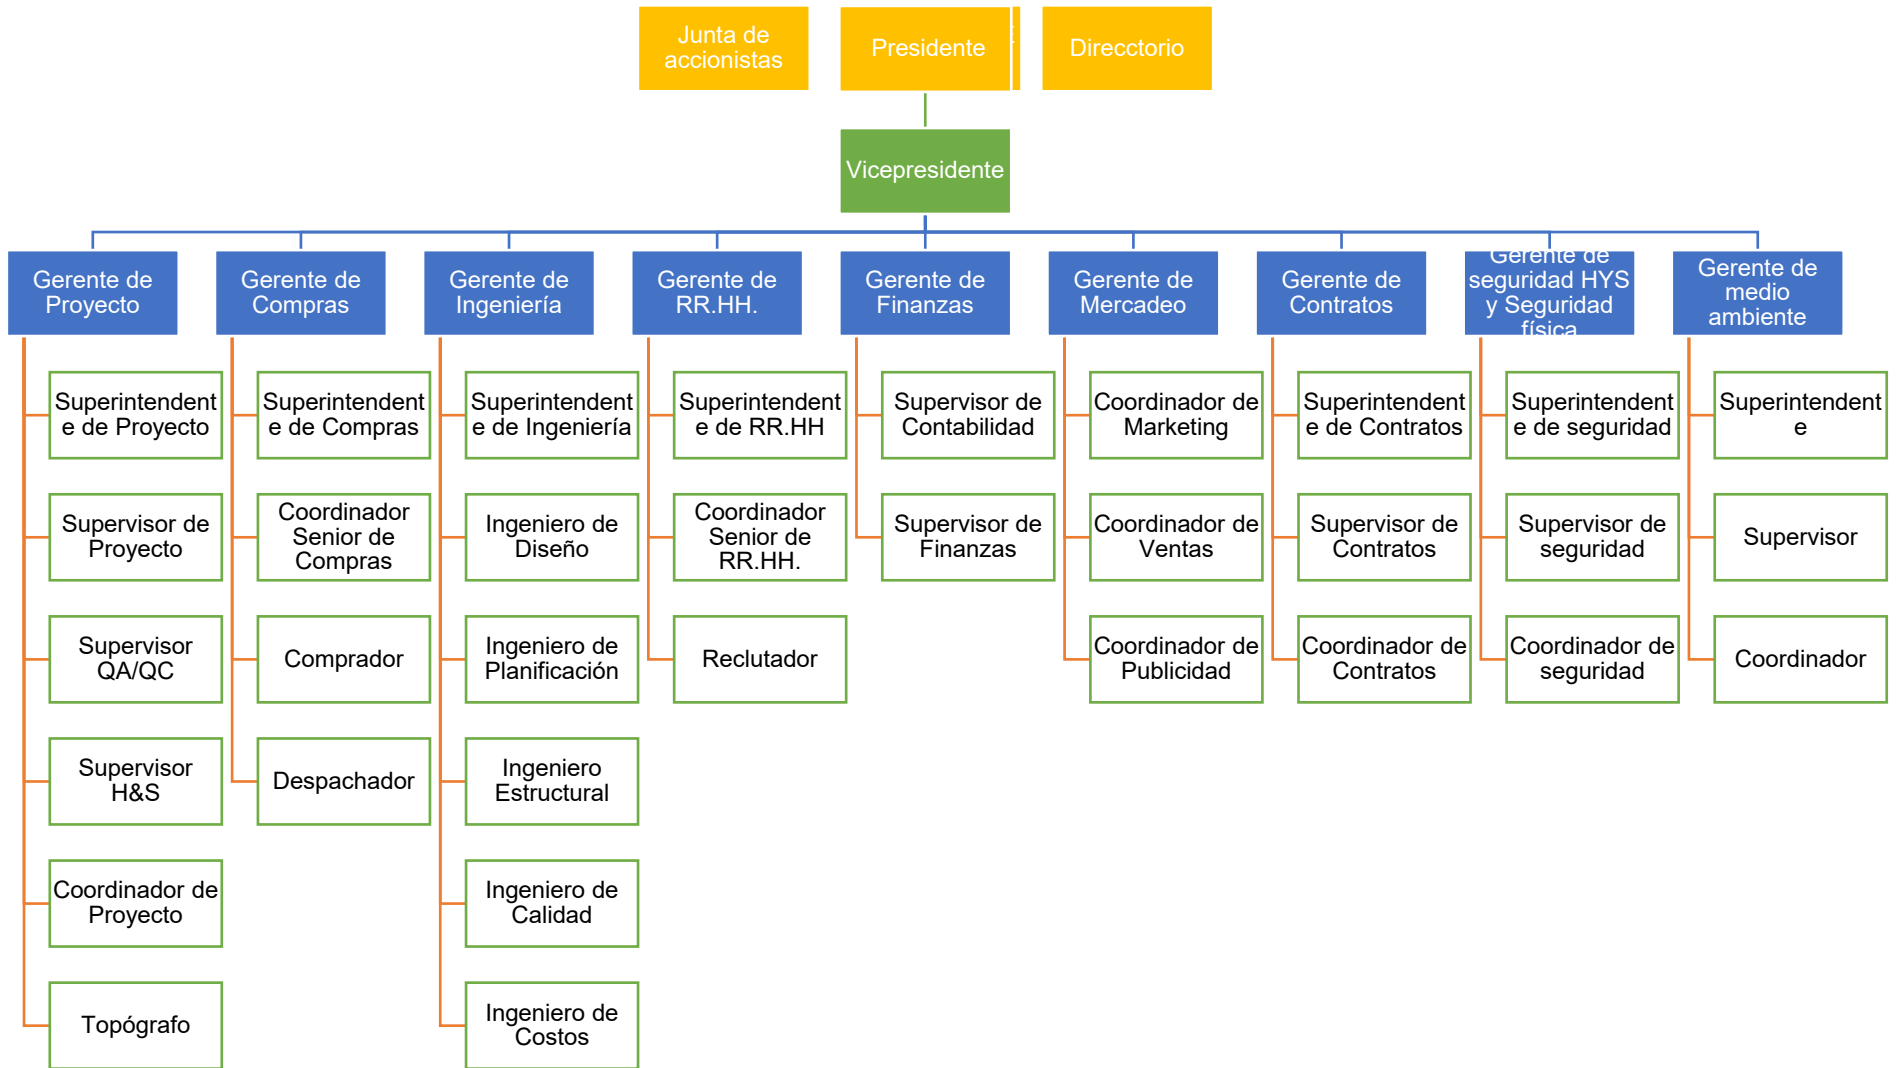 Junta de
accionistas
Presidente
Direcctorio
Vicepresidente
Gerente de
Proyecto
Gerente de
Compras
Gerente de
Ingeniería
Gerente de
RR.HH.
Gerente de
Finanzas
Gerente de
Mercadeo
Gerente de
Contratos
Gerente de
seguridad HYS
y Seguridad
física
Gerente de
medio
ambiente
Superintendent
e de Proyecto
Supervisor de
Proyecto
Supervisor
QA/QC
Supervisor
H&S
Coordinador de
Proyecto
Topógrafo
Superintendent
e de Compras
Coordinador
Senior de
Compras
Comprador
Despachador
Superintendent
e de Ingeniería
Ingeniero de
Diseño
Ingeniero de
Planificación
Ingeniero
Estructural
Ingeniero de
Calidad
Ingeniero de
Costos
Superintendent
e de RR.HH
Coordinador
Senior de
RR.HH.
Reclutador
Supervisor de
Contabilidad
Supervisor de
Finanzas
Coordinador de
Marketing
Coordinador de
Ventas
Coordinador de
Publicidad
Superintendent
e de Contratos
Supervisor de
Contratos
Coordinador de
Contratos
Superintendent
e de seguridad
Supervisor de
seguridad
Coordinador de
seguridad
Superintendent
e
Supervisor
Coordinador